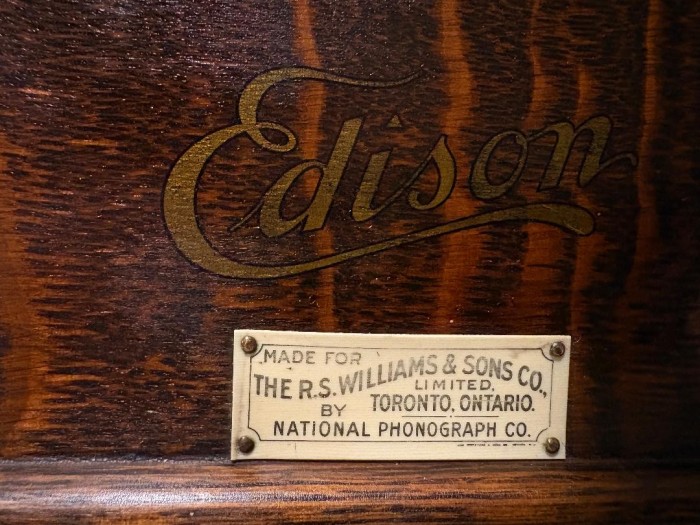 Edison
MADE FOR
THE R.S. WILLIAMS & SONS CO.,
LIMITED.
BY TORONTO, ONTARIO.
NATIONAL PHONOGRAPH CO.